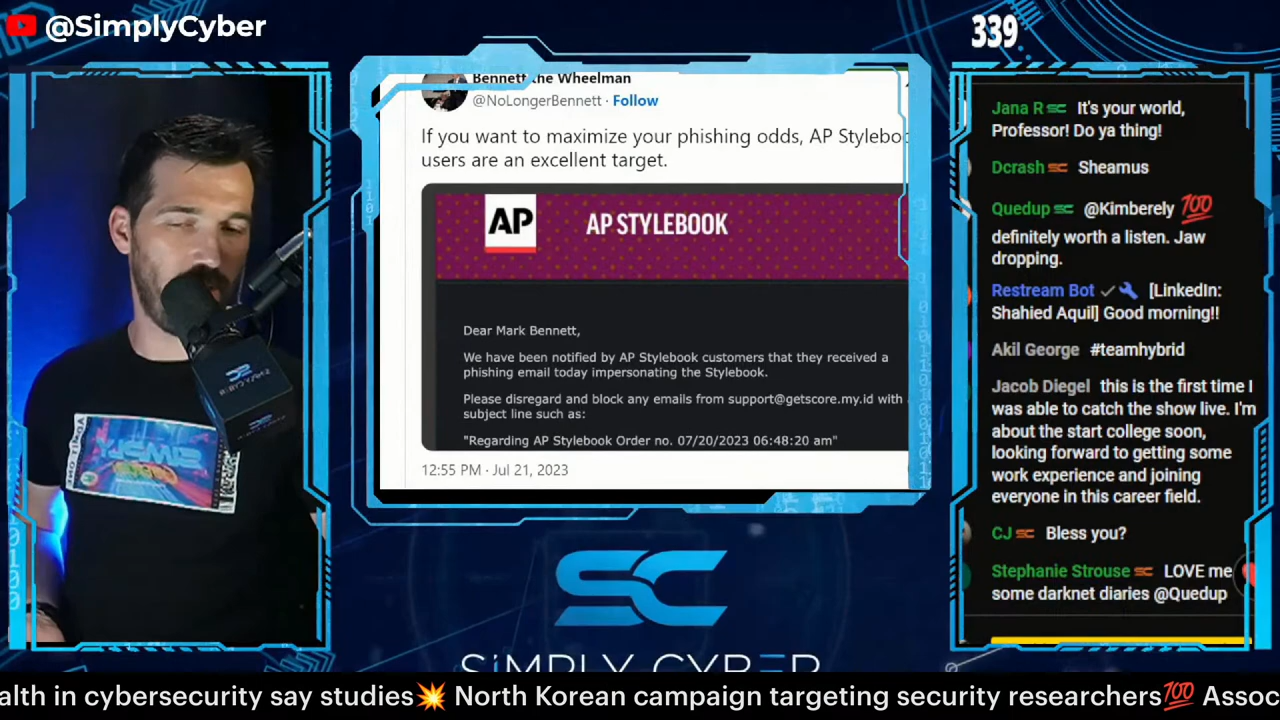 @SimplyCyber
339
Bennett the Wheelman
@NoLongerBennett · Follow
If you want to maximize your phishing odds, AP
users are an excellent target.
AP
AP STYLEBOOK
Dear Mark Bennett,
We have been notified by AP Stylebook customers that they received a
phishing email today impersonating the Stylebook.
Please disregard and block any emails from support@getscore.my.id with
subject line such as:
"Regarding AP Stylebook Order no. 07/20/2023 06:48:20 am"
12:55 PM · Jul 21, 2023
Jana R It's your world,
Professor! Do ya thing!
Dcrash Sheamus
Quedup @Kimberely 100
definitely worth a listen. Jaw
dropping.
Restream Bot [LinkedIn:
Shahied Aquil] Good morning!!
Akil George #teamhybrid
Jacob Diegel this is the first time I
was able to catch the show live. I'm
about the start college soon,
looking forward to getting some
work experience and joining
everyone in this career field.
CJ Bless you?
Stephanie Strouse LOVE me
some darknet diaries @Quedup
SC
SIMPLY CYBER
alth in cybersecurity say studies💥 North Korean campaign targeting security researchers💯 Assoc